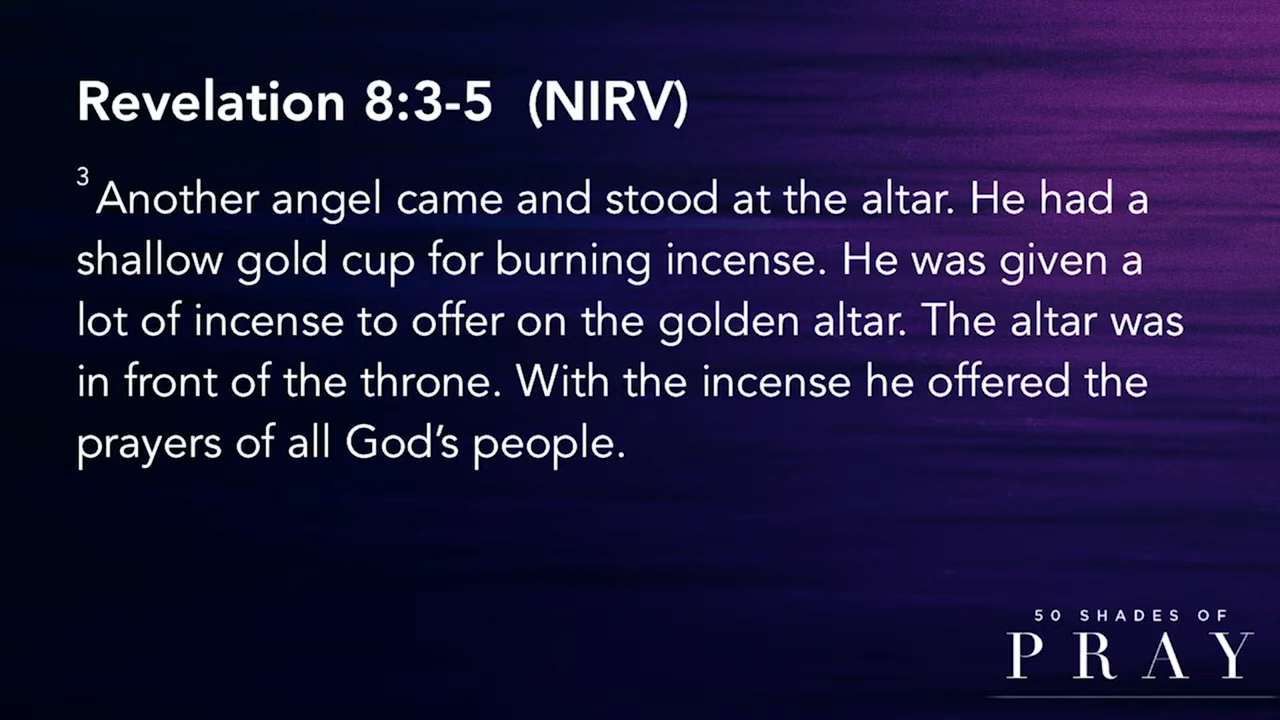 Revelation 8:3-5 (NIRV)
3 Another angel came and stood at the altar. He had a
shallow gold cup for burning incense. He was given a
lot of incense to offer on the golden altar. The altar was
in front of the throne. With the incense he offered the
prayers of all God’s people.
50 SHADES OF
PRAY